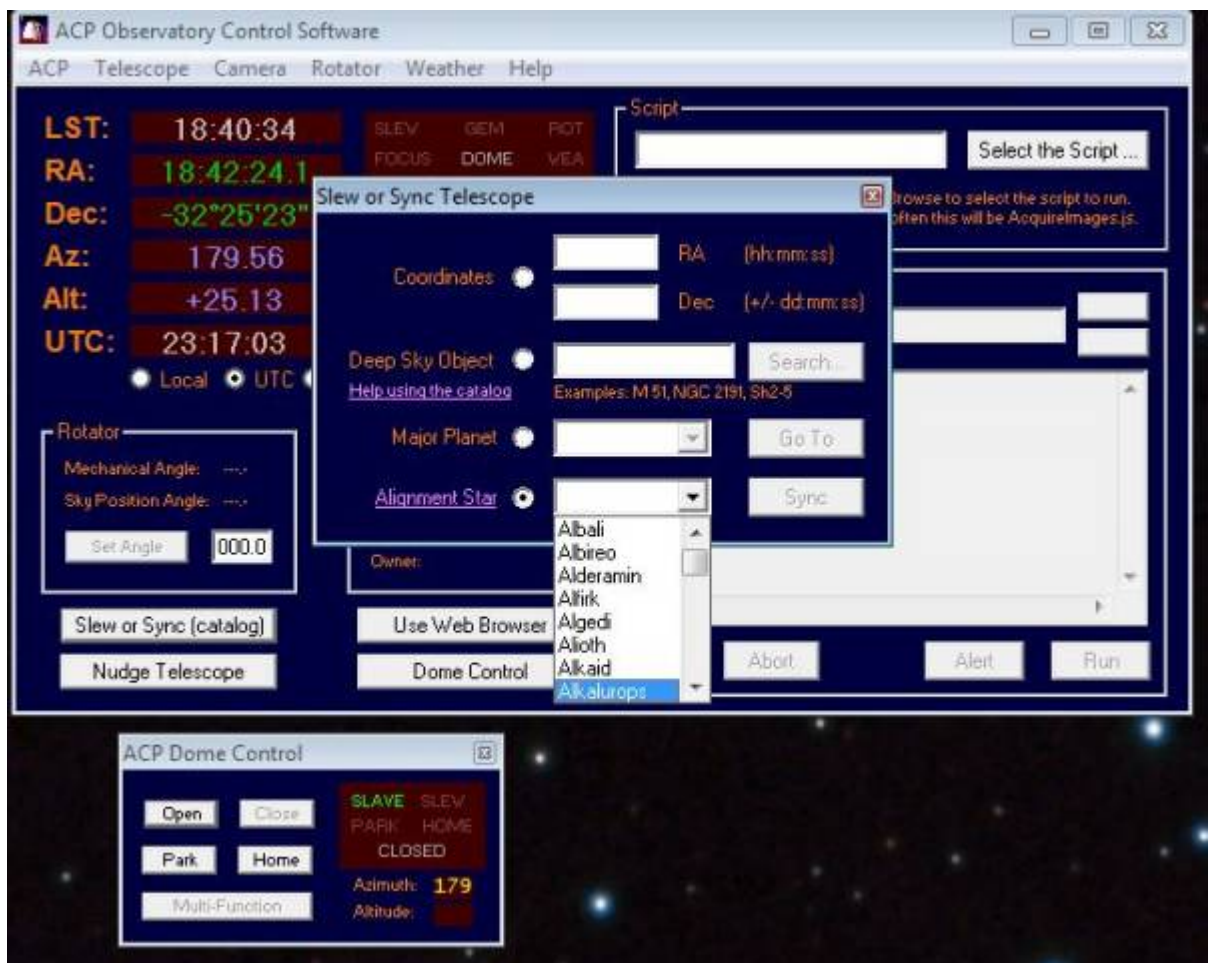 ACP Observatory Control Software
ACP Telescope Camera Rotator Weather Help
LST: 18:40:34
RA: 18:42:24.1
Dec: -32°25'23"
Az: 179.56
Alt: +25.13
UTC: 23:17:03
Local UTC
SLEW GEM ROT
FOCUS DOME WEA
Script
Select the Script ...
Browse to select the script to run.
often this will be AcquireImages.js.
Slew or Sync Telescope
Coordinates
RA (hh:mm:ss)
Dec (+/- dd:mm:ss)
Deep Sky Object Search...
Help using the catalog Examples: M 51, NGC 2191, Sh2-5
Major Planet Go To
Alignment Star Sync
Albali
Albireo
Alderamin
Alfirk
Algedi
Alioth
Alkaid
Alkalurops
Rotator
Mechanical Angle: ---.-
Sky Position Angle: ---.-
Set Angle 000.0
Owner:
Slew or Sync (catalog) Use Web Browser
Nudge Telescope Dome Control Abort Alert Run
ACP Dome Control
Open Close
Park Home
Multi-Function
SLAVE SLEW
PARK HOME
CLOSED
Azimuth: 179
Altitude: